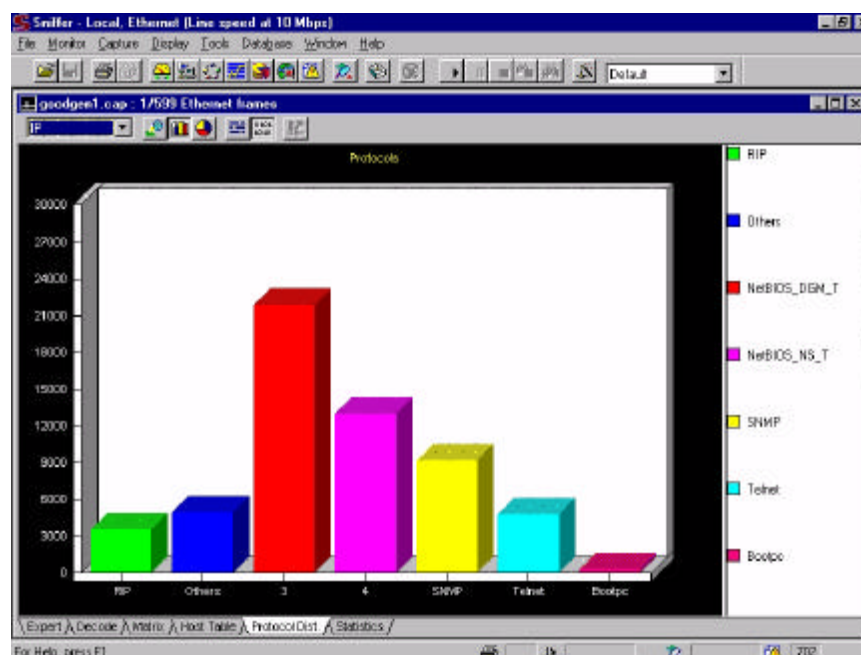 Sniffer - Local, Ethernet (Line speed at 10 Mbps)
File Monitor Capture Display Tools Database Window Help
Default
goodgen1.cap : 1/599 Ethernet frames
IP
Protocols
30000
27000
24000
21000
18000
15000
12000
9000
6000
3000
0
RIP
Others
3
4
SNMP
Telnet
Bootpc
RIP
Others
NetBIOS_DGM_T
NetBIOS_NS_T
SNMP
Telnet
Bootpc
Expert Decode Matrix Host Table Protocol Dist. Statistics
For Help, press F1